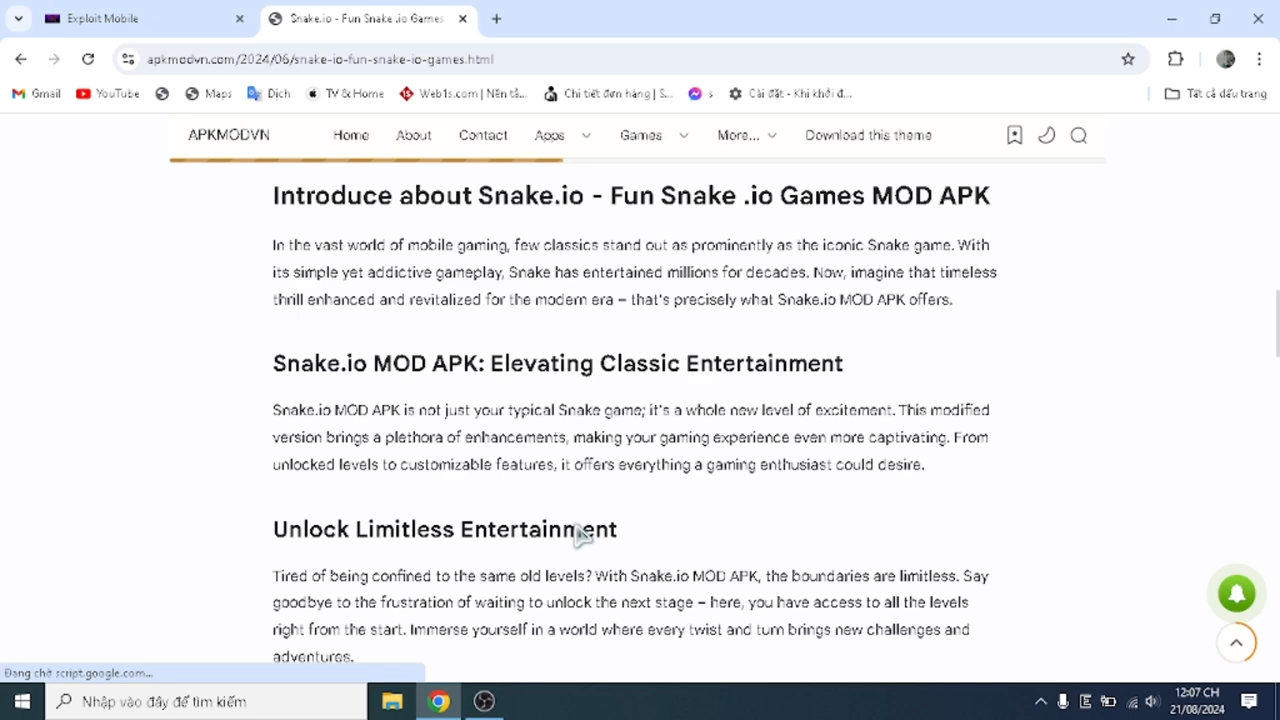 Exploit Mobile
Snake.io - Fun Snake .io Games
apkmodvn.com/2024/06/snake-io-fun-snake-io-games.html
Gmail YouTube Maps Dịch TV & Home Web1s.com | Nền tả... Chi tiết đơn hàng | S... s Cài đặt - Khi khởi đ... Tất cả dấu trang
APKMODVN Home About Contact Apps Games More... Download this theme
Introduce about Snake.io - Fun Snake .io Games MOD APK
In the vast world of mobile gaming, few classics stand out as prominently as the iconic Snake game. With
its simple yet addictive gameplay, Snake has entertained millions for decades. Now, imagine that timeless
thrill enhanced and revitalized for the modern era – that's precisely what Snake.io MOD APK offers.
Snake.io MOD APK: Elevating Classic Entertainment
Snake.io MOD APK is not just your typical Snake game; it's a whole new level of excitement. This modified
version brings a plethora of enhancements, making your gaming experience even more captivating. From
unlocked levels to customizable features, it offers everything a gaming enthusiast could desire.
Unlock Limitless Entertainment
Tired of being confined to the same old levels? With Snake.io MOD APK, the boundaries are limitless. Say
goodbye to the frustration of waiting to unlock the next stage – here, you have access to all the levels
right from the start. Immerse yourself in a world where every twist and turn brings new challenges and
adventures.
Đang chờ script.google.com...
Nhập vào đây để tìm kiếm
12:07 CH
21/08/2024